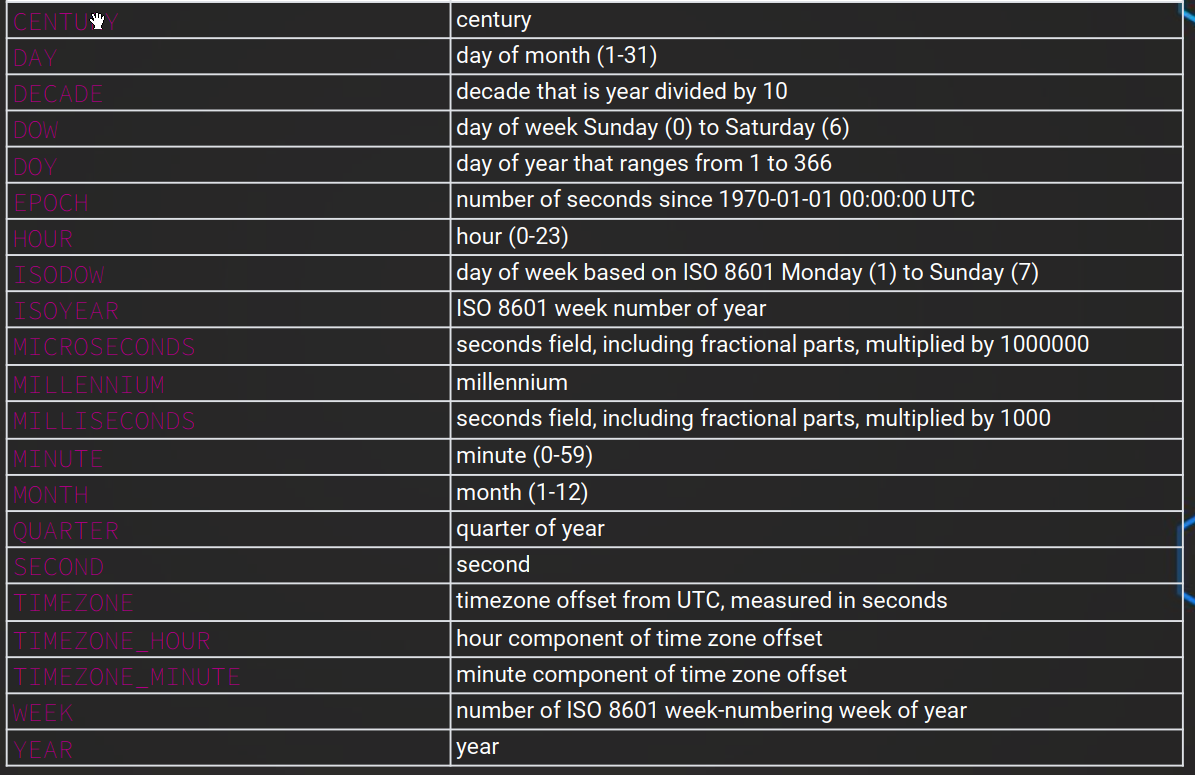 CENTURY century
DAY day of month (1-31)
DECADE decade that is year divided by 10
DOW day of week Sunday (0) to Saturday (6)
DOY day of year that ranges from 1 to 366
EPOCH number of seconds since 1970-01-01 00:00:00 UTC
HOUR hour (0-23)
ISODOW day of week based on ISO 8601 Monday (1) to Sunday (7)
ISOYEAR ISO 8601 week number of year
MICROSECONDS seconds field, including fractional parts, multiplied by 1000000
MILLENNIUM millennium
MILLISECONDS seconds field, including fractional parts, multiplied by 1000
MINUTE minute (0-59)
MONTH month (1-12)
QUARTER quarter of year
SECOND second
TIMEZONE timezone offset from UTC, measured in seconds
TIMEZONE_HOUR hour component of time zone offset
TIMEZONE_MINUTE minute component of time zone offset
WEEK number of ISO 8601 week-numbering week of year
YEAR year